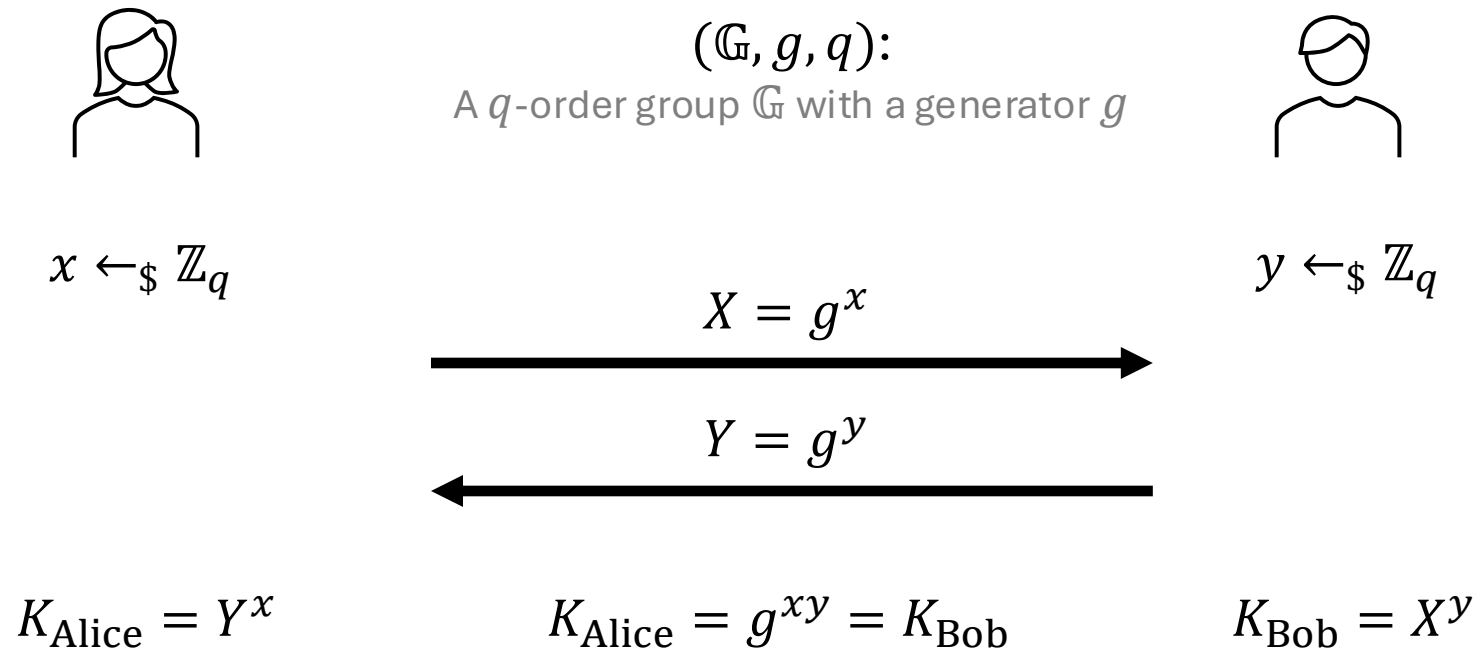 (𝔾, g, q):
A q-order group 𝔾 with a generator g
x ←$ ℤq
y ←$ ℤq
X = g^x
Y = g^y
K_Alice = Y^x
K_Alice = g^xy = K_Bob
K_Bob = X^y